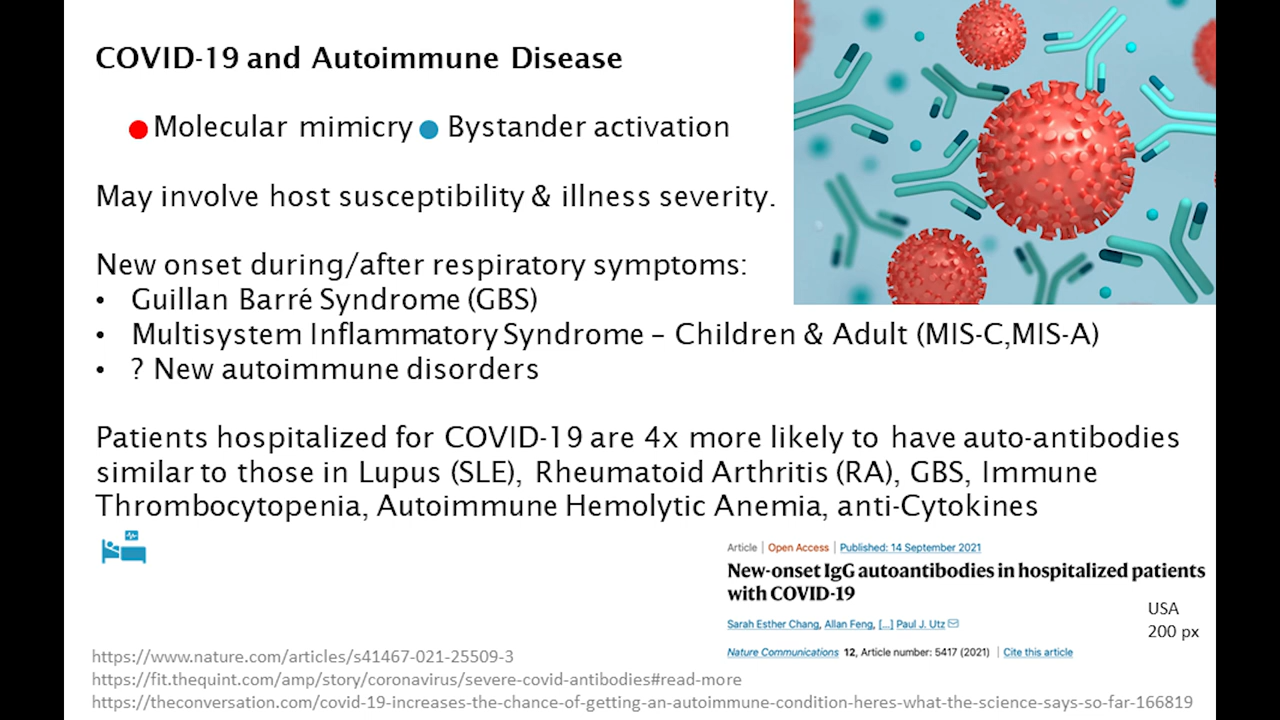 COVID-19 and Autoimmune Disease
Molecular mimicry Bystander activation
May involve host susceptibility & illness severity.
New onset during/after respiratory symptoms:
• Guillan Barré Syndrome (GBS)
• Multisystem Inflammatory Syndrome – Children & Adult (MIS-C,MIS-A)
• ? New autoimmune disorders
Patients hospitalized for COVID-19 are 4x more likely to have auto-antibodies
similar to those in Lupus (SLE), Rheumatoid Arthritis (RA), GBS, Immune
Thrombocytopenia, Autoimmune Hemolytic Anemia, anti-Cytokines
Article | Open Access | Published: 14 September 2021
New-onset IgG autoantibodies in hospitalized patients
with COVID-19
USA
Sarah Esther Chang, Allan Feng, [...] Paul J. Utz
200 px
Nature Communications 12, Article number: 5417 (2021) | Cite this article
https://www.nature.com/articles/s41467-021-25509-3
https://fit.thequint.com/amp/story/coronavirus/severe-covid-antibodies#read-more
https://theconversation.com/covid-19-increases-the-chance-of-getting-an-autoimmune-condition-heres-what-the-science-says-so-far-166819